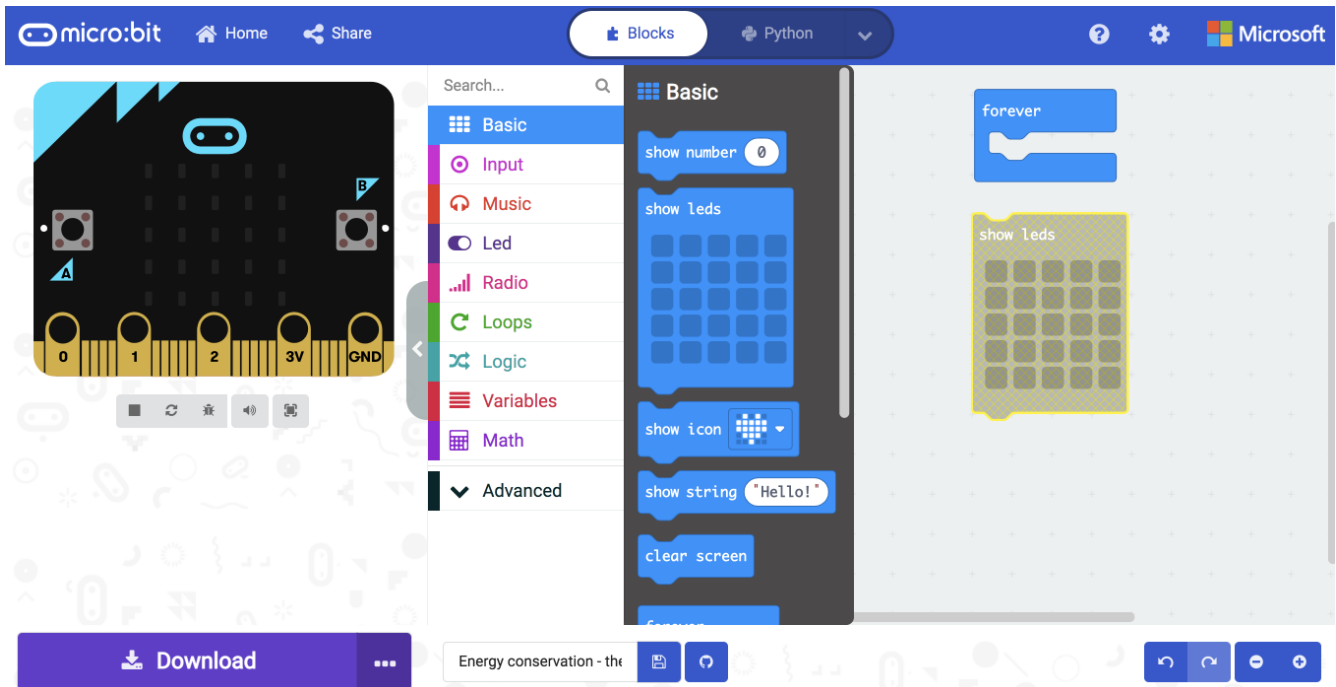 micro:bit Home Share Blocks Python ? Microsoft
B
A
0 1 2 3V GND
Download ...
Search...
Basic
Input
Music
Led
Radio
Loops
Logic
Variables
Math
Advanced
Basic
show number 0
show leds
show icon
show string "Hello!"
clear screen
forever
forever
show leds
Energy conservation - the